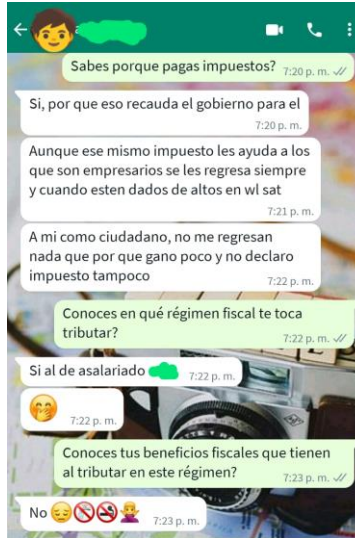 Sabes porque pagas impuestos?
7:20 p. m.
Si, por que eso recauda el gobierno para el
7:20 p. m.
Aunque ese mismo impuesto les ayuda a los
que son empresarios se les regresa siempre
y cuando esten dados de altos en wl sat
7:21 p. m.
A mi como ciudadano, no me regresan
nada que por que gano poco y no declaro
impuesto tampoco
7:22 p. m.
Conoces en qué régimen fiscal te toca
tributar?
7:22 p. m.
Si al de asalariado
7:22 p. m.
7:22 p. m.
Conoces tus beneficios fiscales que tienen
al tributar en este régimen?
7:23 p. m.
No
7:23 p. m.